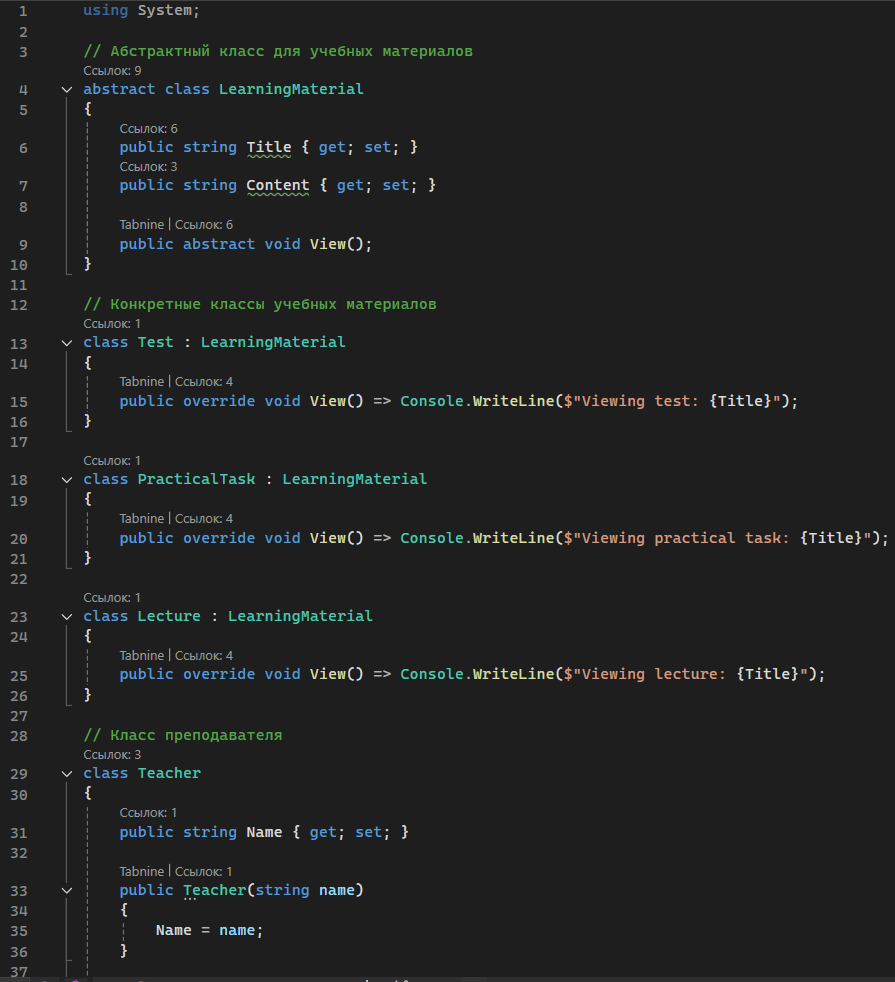 1 using System;
2
3 // Абстрактный класс для учебных материалов
Ссылок: 9
4 abstract class LearningMaterial
5 {
Ссылок: 6
6 public string Title { get; set; }
Ссылок: 3
7 public string Content { get; set; }
8
Tabnine | Ссылок: 6
9 public abstract void View();
10 }
11
12 // Конкретные классы учебных материалов
Ссылок: 1
13 class Test : LearningMaterial
14 {
Tabnine | Ссылок: 4
15 public override void View() => Console.WriteLine($"Viewing test: {Title}");
16 }
17
Ссылок: 1
18 class PracticalTask : LearningMaterial
19 {
Tabnine | Ссылок: 4
20 public override void View() => Console.WriteLine($"Viewing practical task: {Title}");
21 }
22
Ссылок: 1
23 class Lecture : LearningMaterial
24 {
Tabnine | Ссылок: 4
25 public override void View() => Console.WriteLine($"Viewing lecture: {Title}");
26 }
27
28 // Класс преподавателя
Ссылок: 3
29 class Teacher
30 {
Ссылок: 1
31 public string Name { get; set; }
32
Tabnine | Ссылок: 1
33 public Teacher(string name)
34 {
35 Name = name;
36 }
37